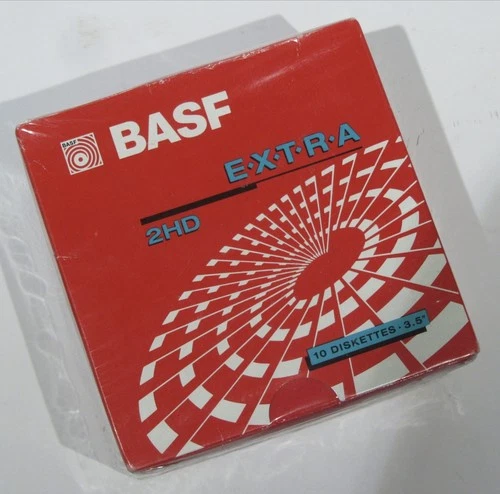 BASF
BASF
E·X·T·R·A
2HD
10 DISKETTES · 3.5"